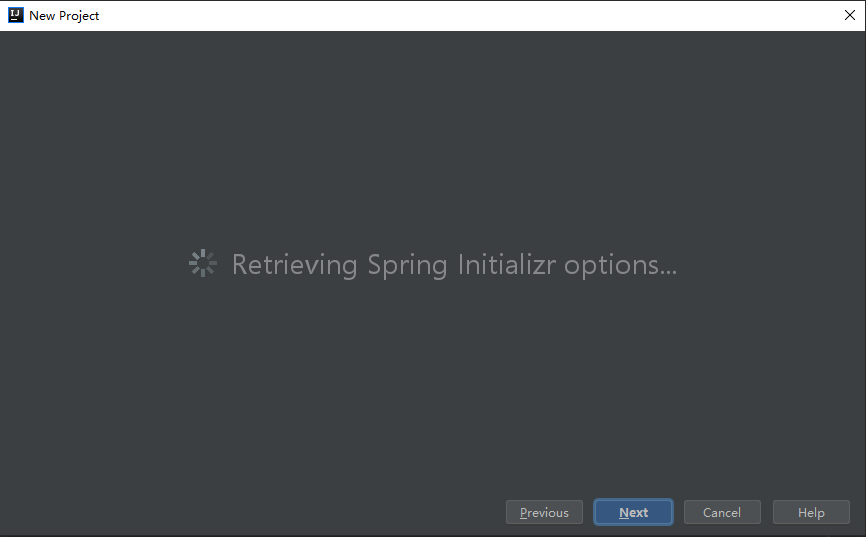 IJ New Project
Retrieving Spring Initializr options...
Previous Next Cancel Help